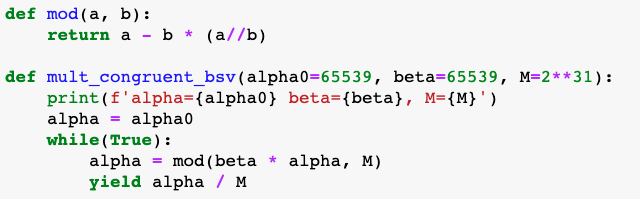 def mod(a, b):
    return a - b * (a//b)

def mult_congruent_bsv(alpha0=65539, beta=65539, M=2**31):
    print(f'alpha={alpha0} beta={beta}, M={M}')
    alpha = alpha0
    while(True):
        alpha = mod(beta * alpha, M)
        yield alpha / M